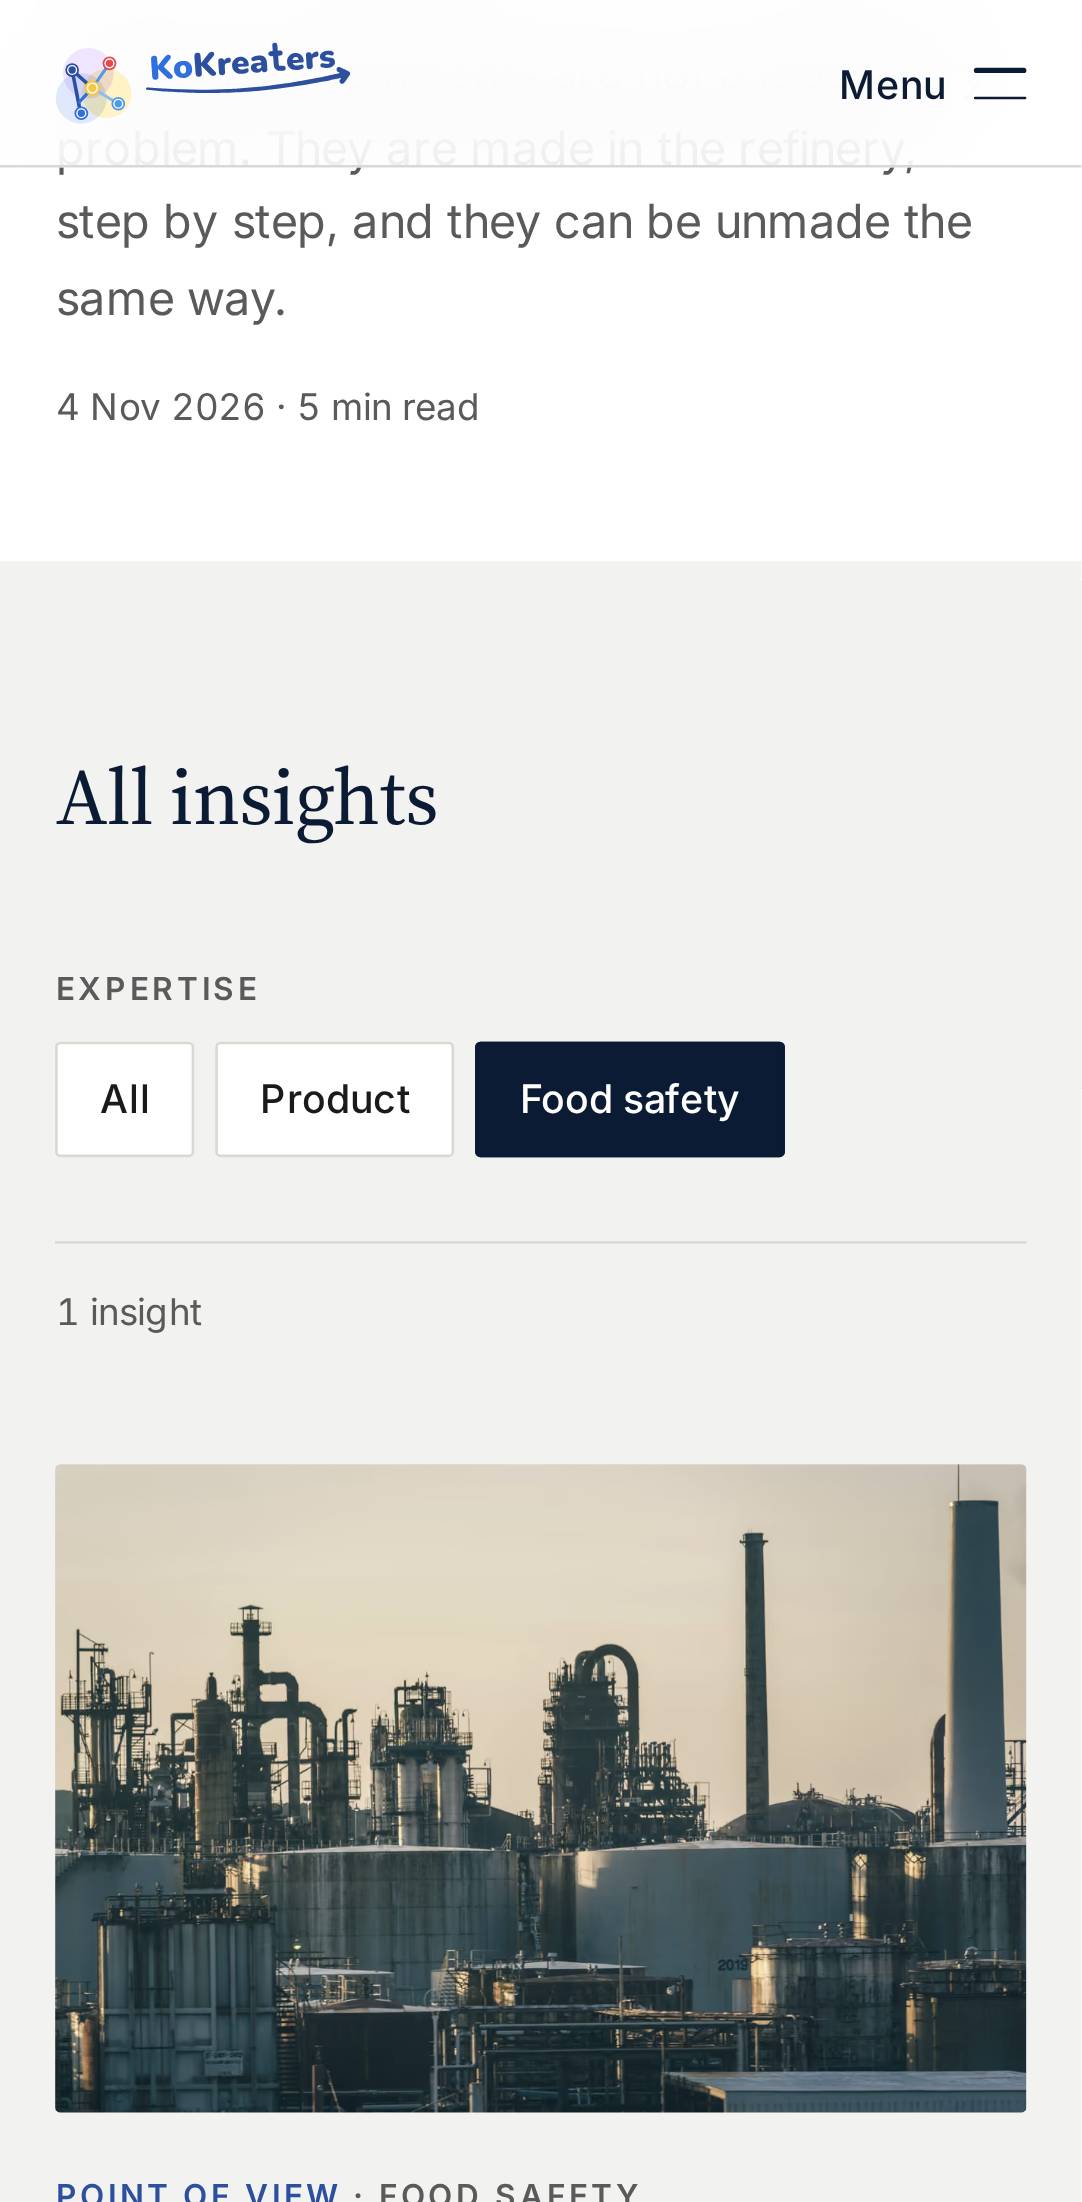 KoKreaters
Menu
problem. They are made in the refinery,
step by step, and they can be unmade the
same way.
4 Nov 2026 · 5 min read
All insights
EXPERTISE
All
Product
Food safety
1 insight
2019
POINT OF VIEW · FOOD SAFETY